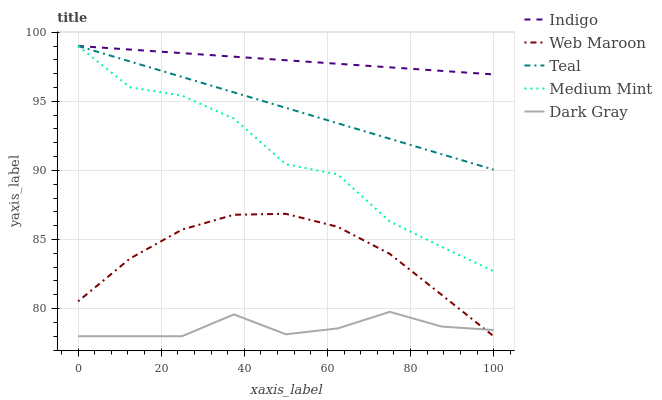 title
Indigo
Web Maroon
Teal
Medium Mint
Dark Gray
yaxis_label
100
95
90
85
80
0 20 40 60 80 100
xaxis_label